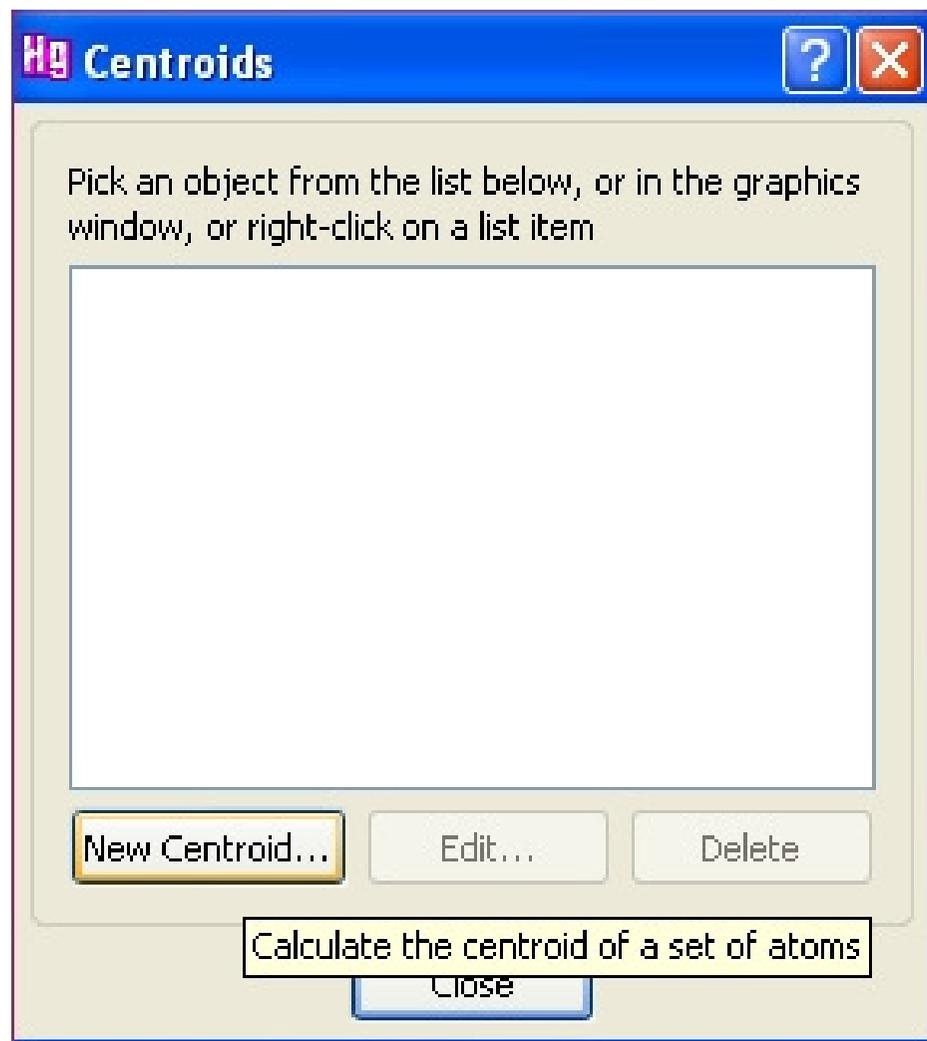 Hg Centroids ?
Pick an object from the list below, or in the graphics
window, or right-click on a list item
New Centroid... Edit... Delete
Calculate the centroid of a set of atoms
Close